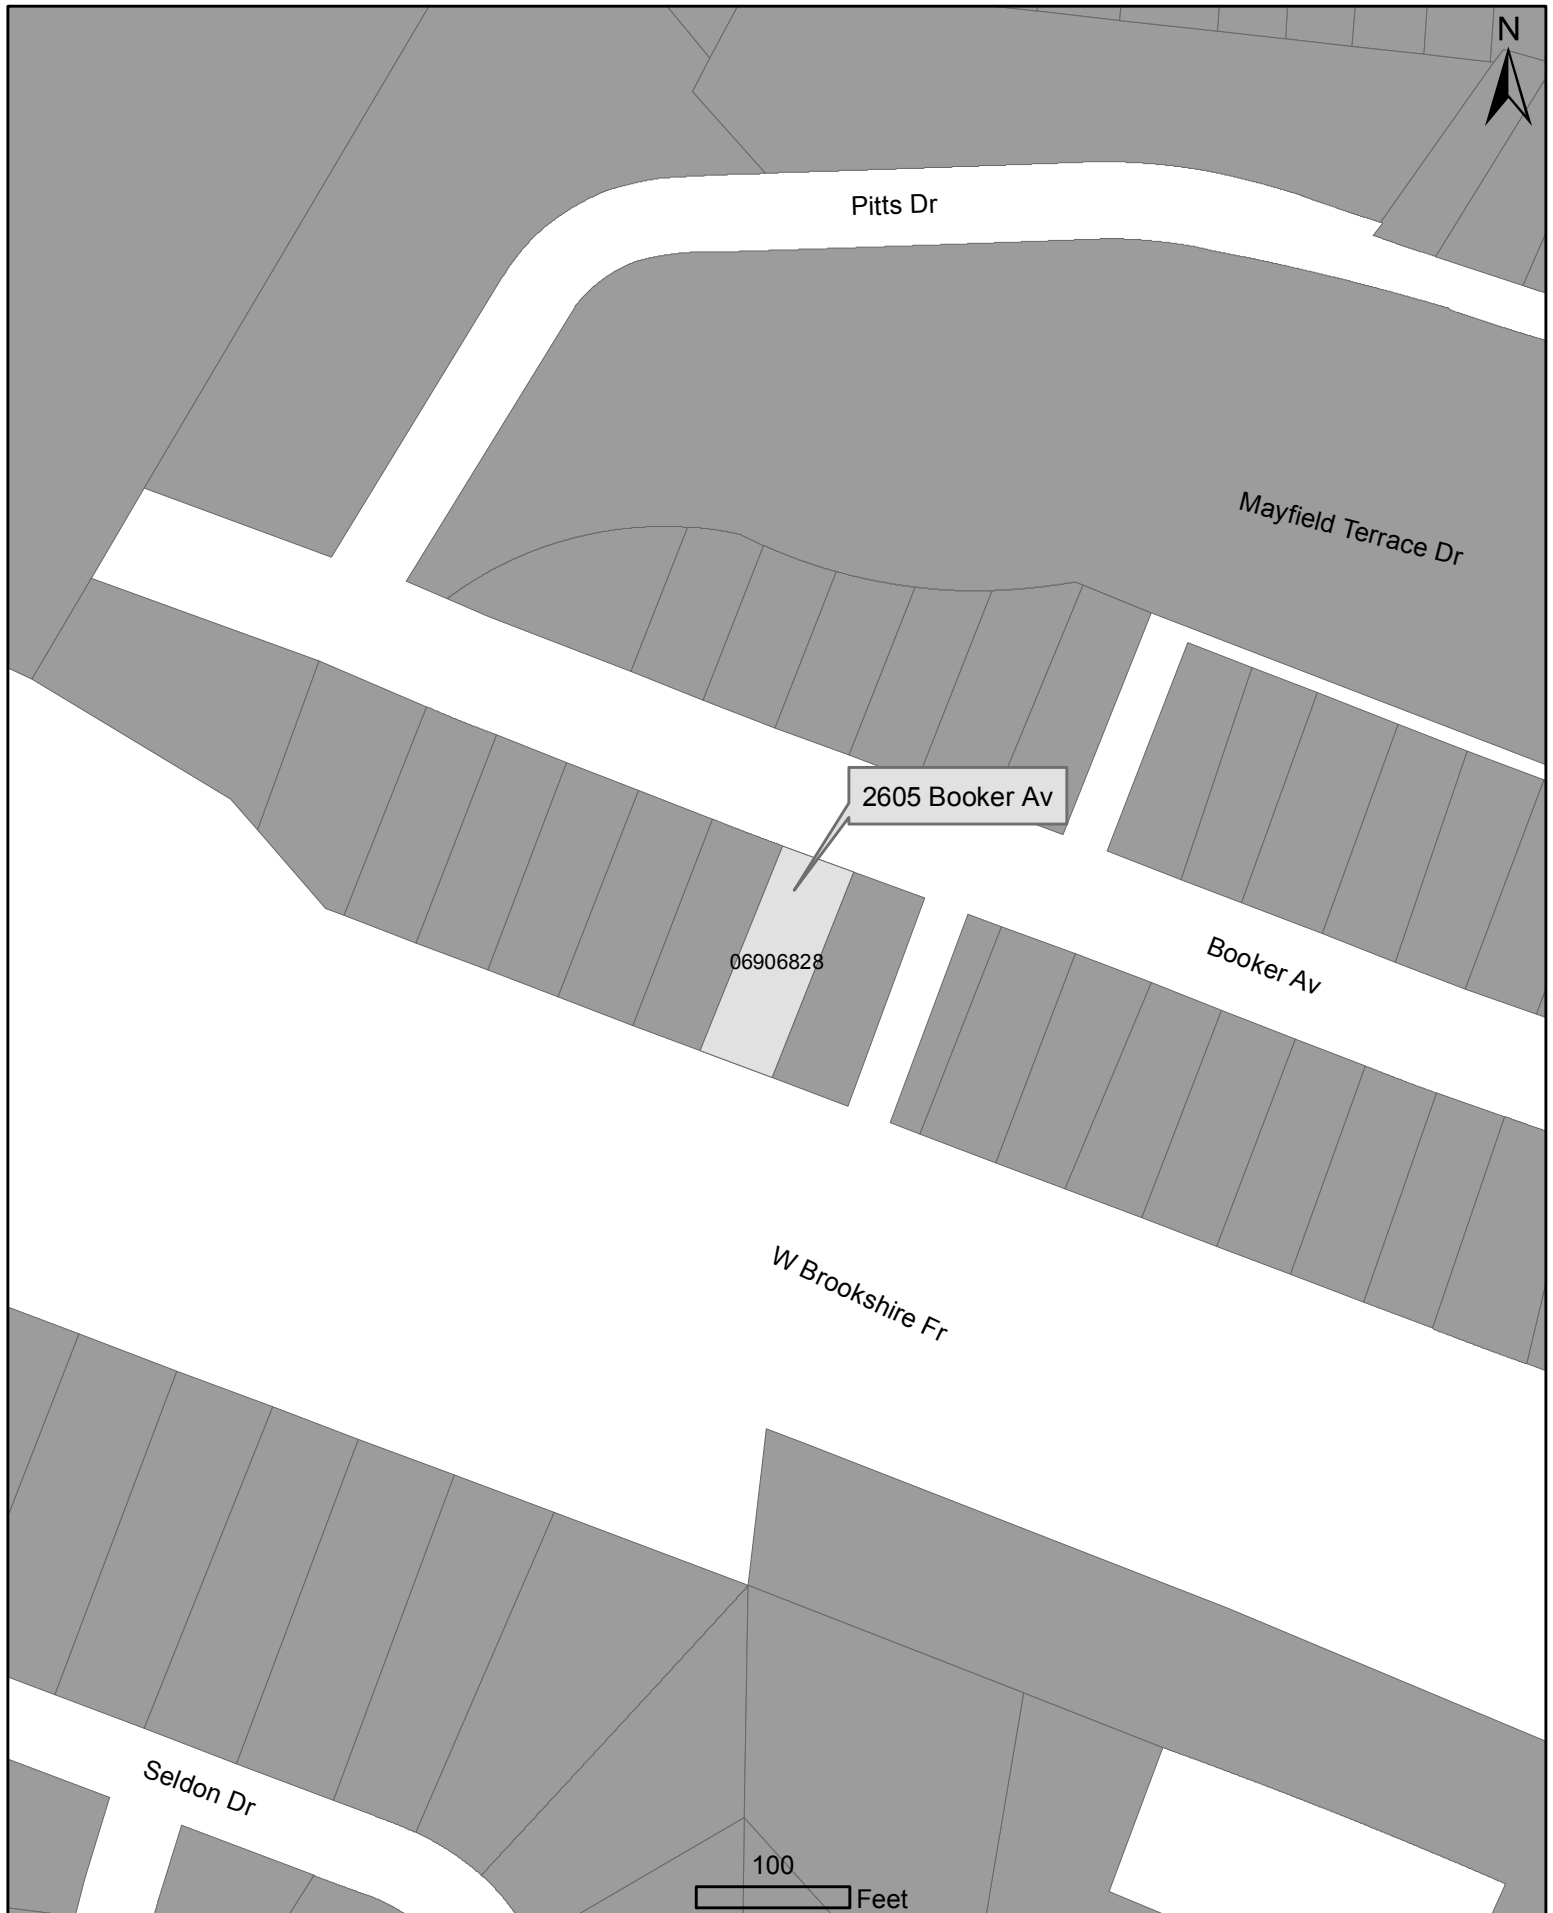 N
Pitts Dr
Mayfield Terrace Dr
2605 Booker Av
Booker Av
06906828
W Brookshire Fr
Seldon Dr
100
Feet